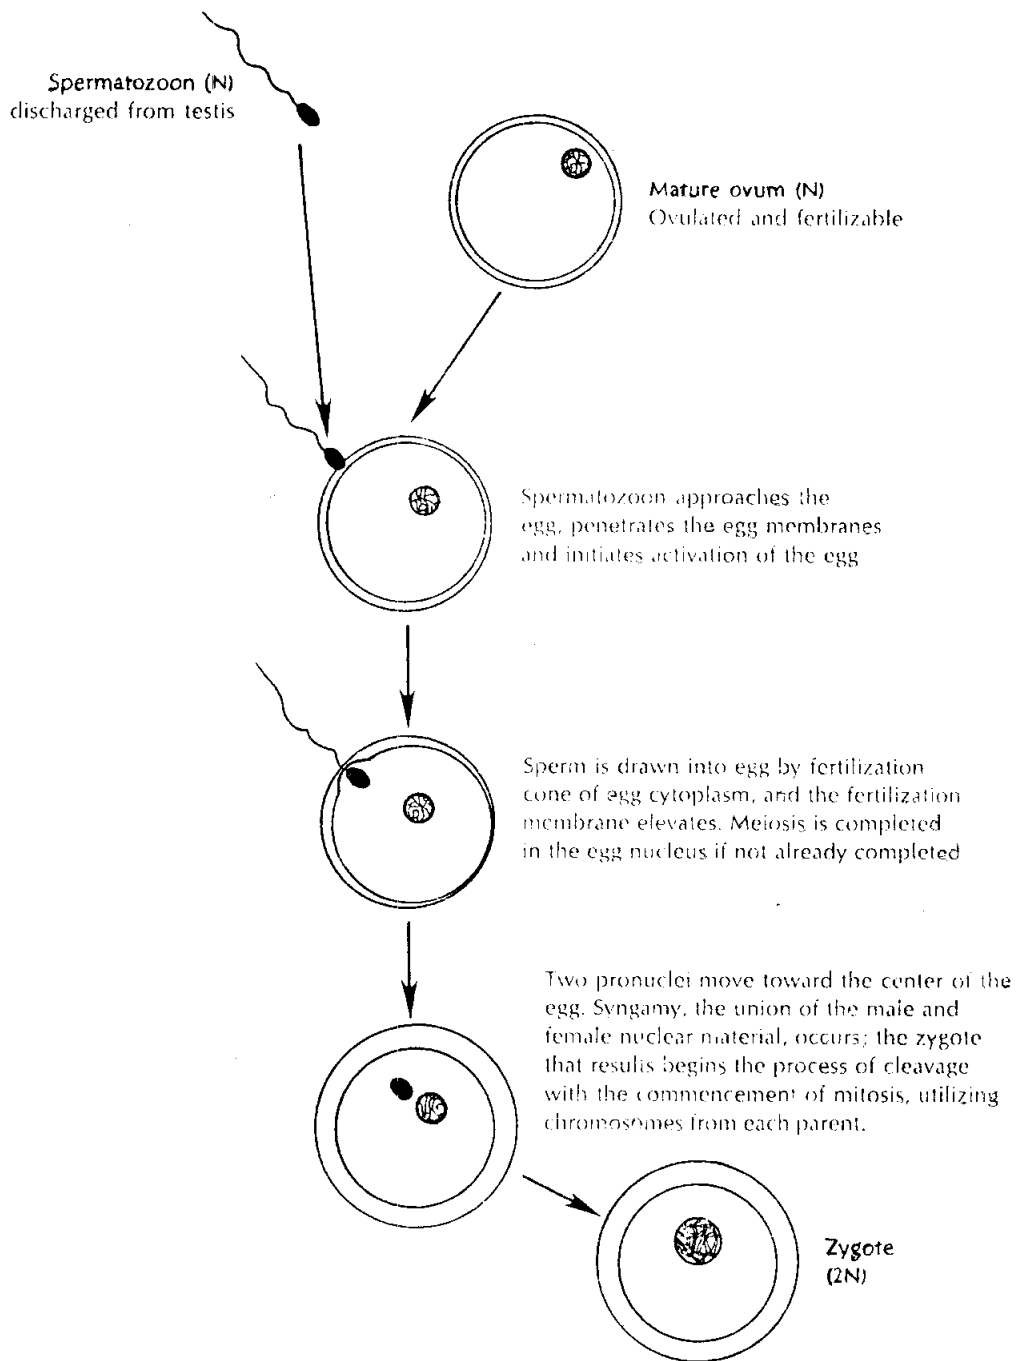 Spermatozoon (N)
discharged from testis
Mature ovum (N)
Ovulated and fertilizable
Spermatozoon approaches the
egg, penetrates the egg membranes
and initiates activation of the egg
Sperm is drawn into egg by fertilization
cone of egg cytoplasm, and the fertilization
membrane elevates. Meiosis is completed
in the egg nucleus if not already completed
Two pronuclei move toward the center of the
egg. Syngamy, the union of the male and
female nuclear material, occurs; the zygote
that results begins the process of cleavage
with the commencement of mitosis, utilizing
chromosomes from each parent.
Zygote
(2N)